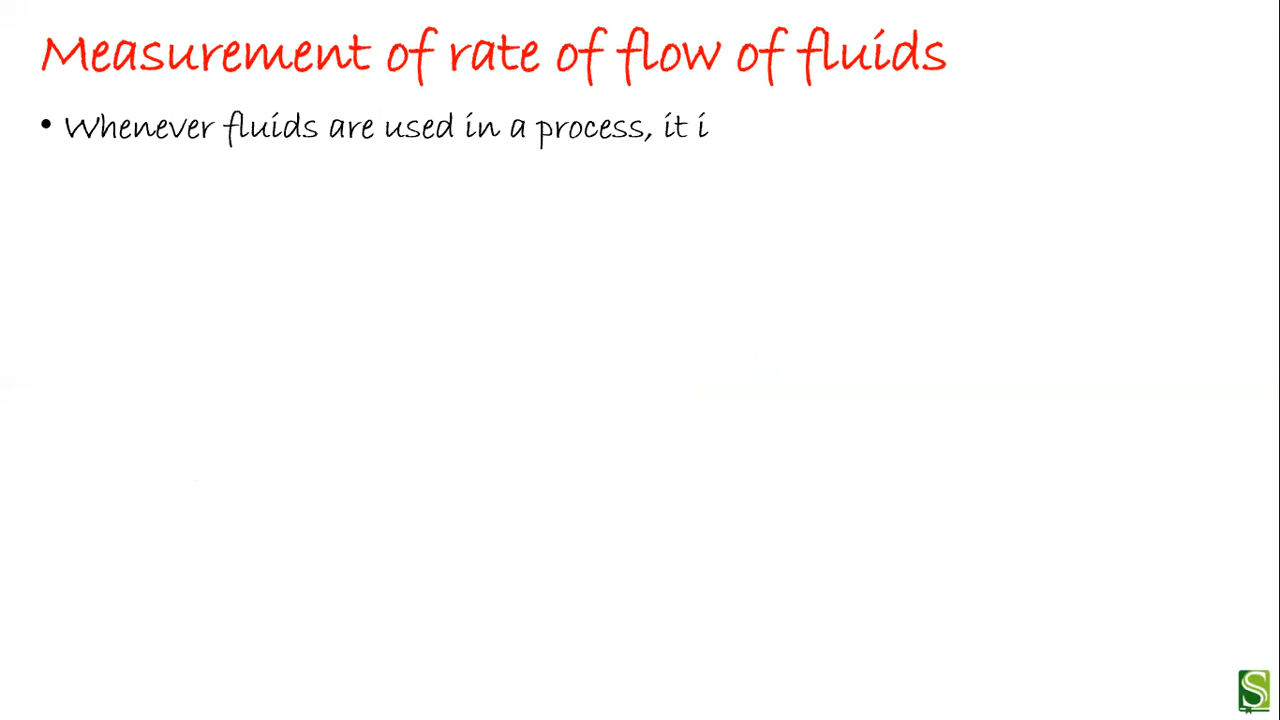 Measurement of rate of flow of fluids
• Whenever fluids are used in a process, it i
S